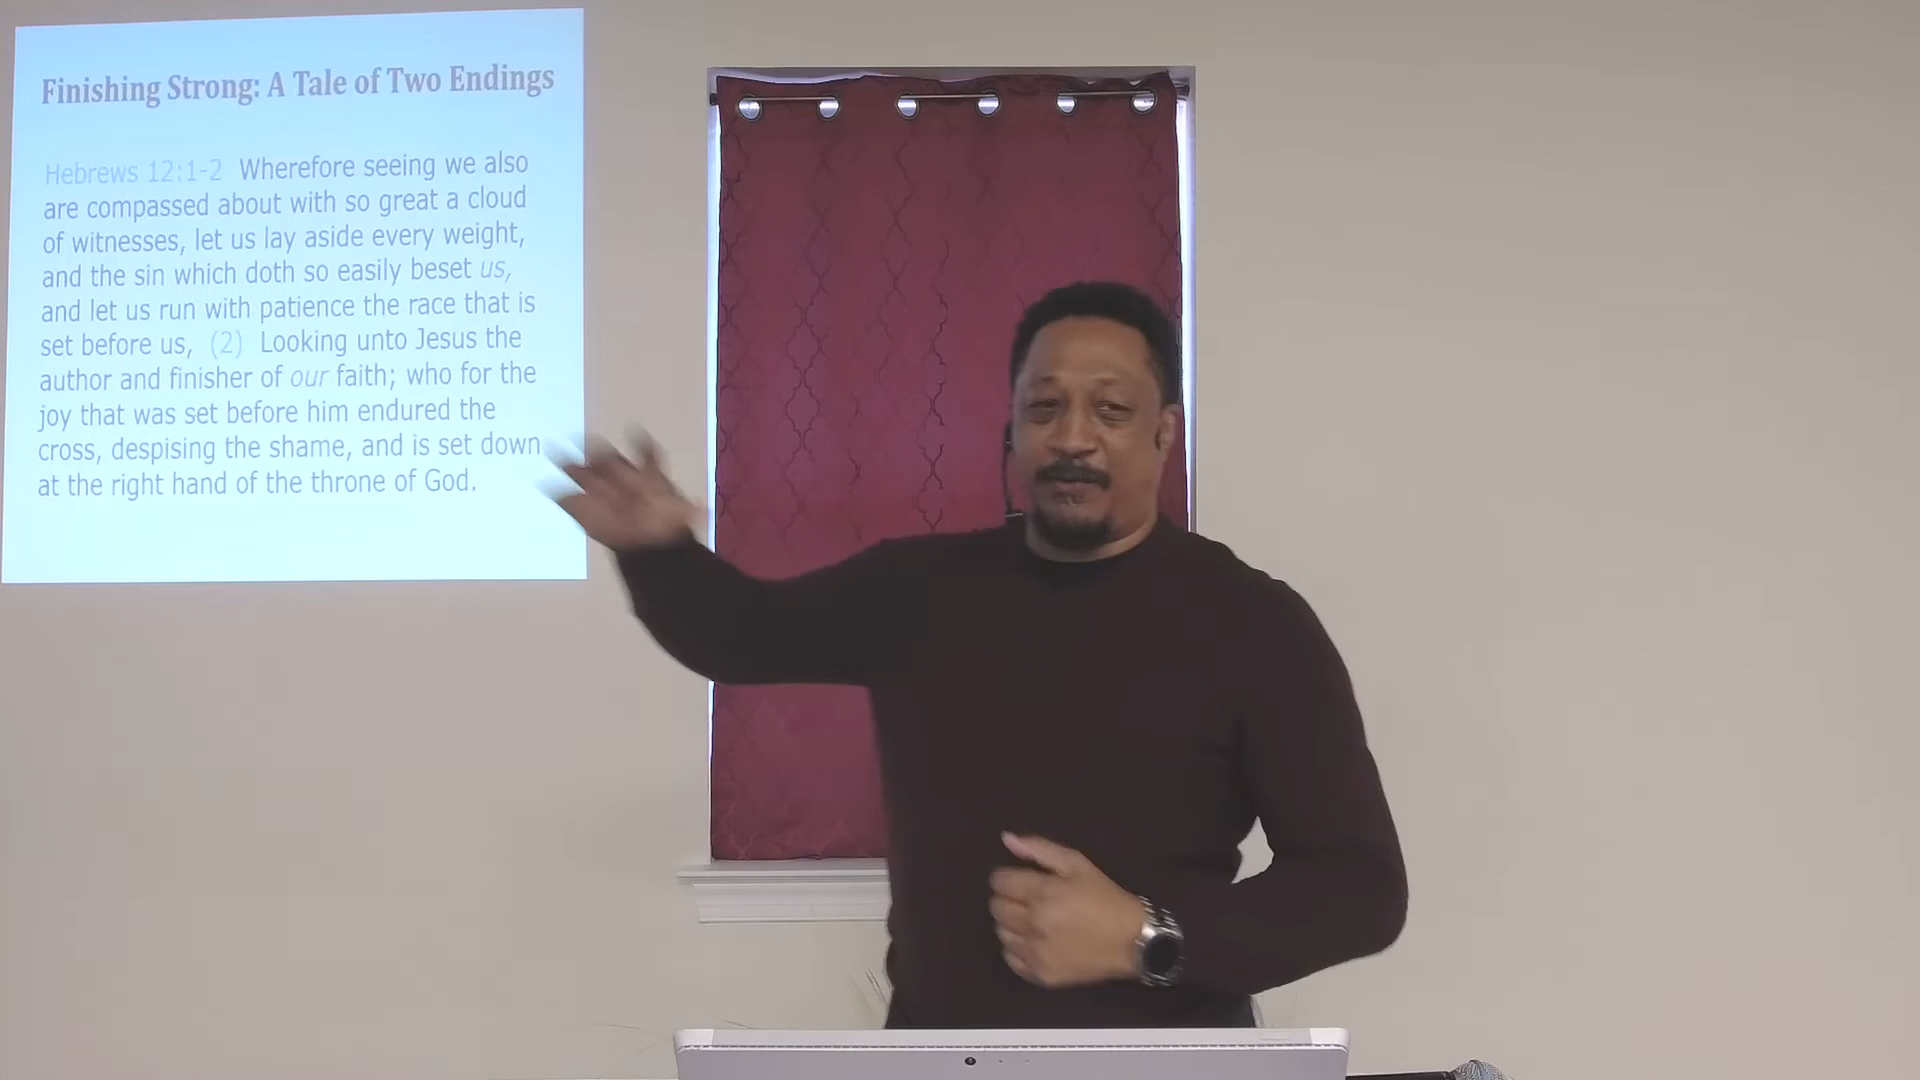 Finishing Strong: A Tale of Two Endings
Hebrews 12:1-2 Wherefore seeing we also
are compassed about with so great a cloud
of witnesses, let us lay aside every weight,
and the sin which doth so easily beset us,
and let us run with patience the race that is
set before us, (2) Looking unto Jesus the
author and finisher of our faith; who for the
joy that was set before him endured the
cross, despising the shame, and is set down
at the right hand of the throne of God.